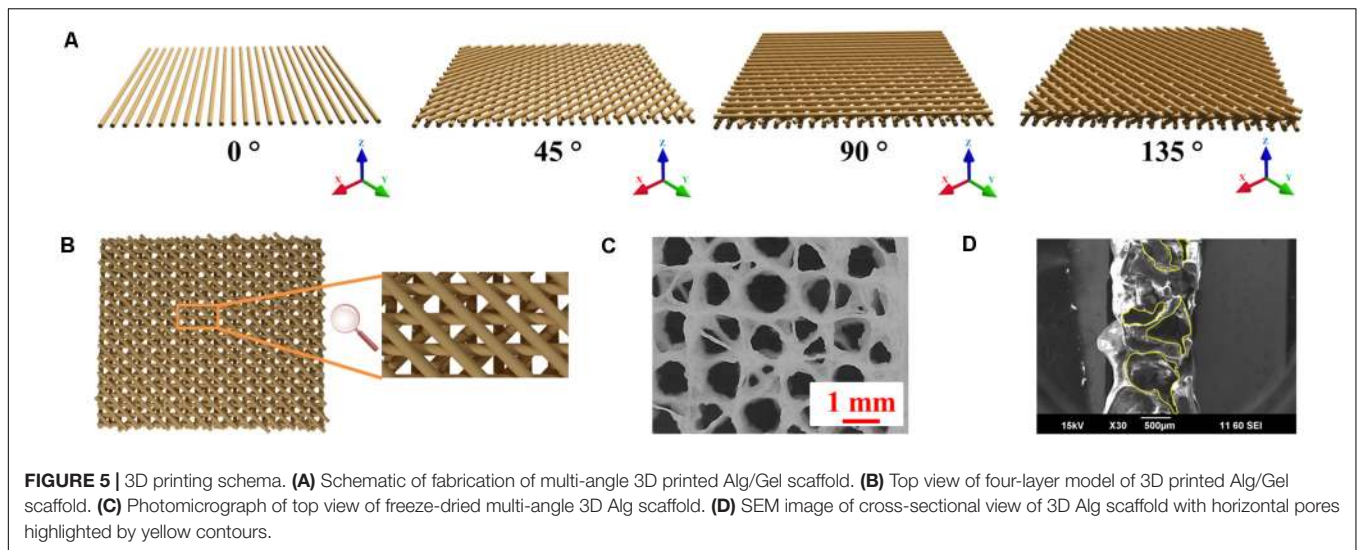 A
0 °
45 °
90 °
135 °
Z
X
Y
Z
X
Y
Z
X
Y
Z
X
Y
B
C
1 mm
D
15kV X30 500μm 11 60 SEI
FIGURE 5 | 3D printing schema. (A) Schematic of fabrication of multi-angle 3D printed Alg/Gel scaffold. (B) Top view of four-layer model of 3D printed Alg/Gel
scaffold. (C) Photomicrograph of top view of freeze-dried multi-angle 3D Alg scaffold. (D) SEM image of cross-sectional view of 3D Alg scaffold with horizontal pores
highlighted by yellow contours.